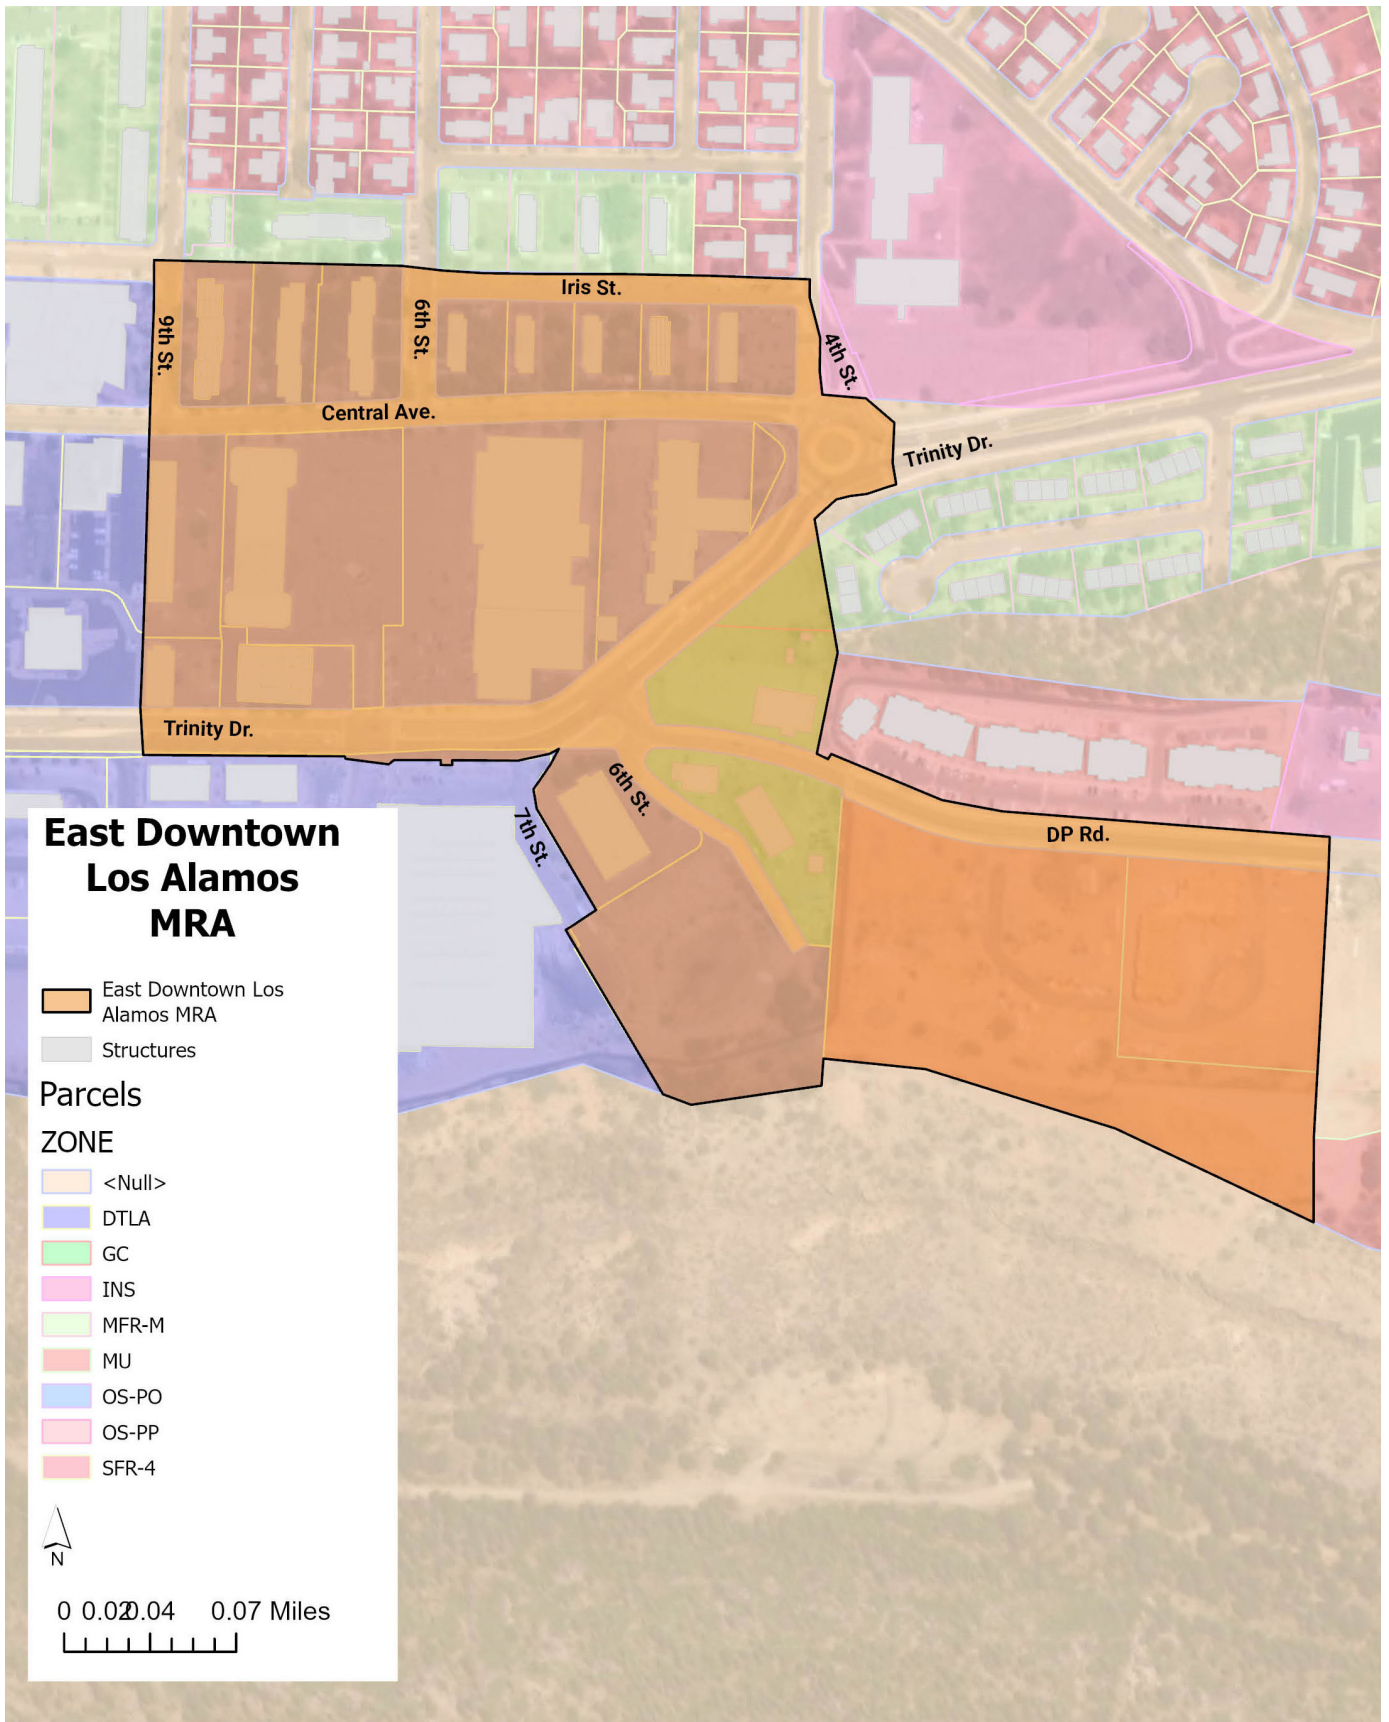 Iris St.
9th St.
6th St.
4th St.
Central Ave.
Trinity Dr.
Trinity Dr.
6th St.
7th St.
DP Rd.
East Downtown
Los Alamos
MRA
East Downtown Los
Alamos MRA
Structures
Parcels
ZONE
<Null>
DTLA
GC
INS
MFR-M
MU
OS-PO
OS-PP
SFR-4
N
0 0.02 0.04 0.07 Miles